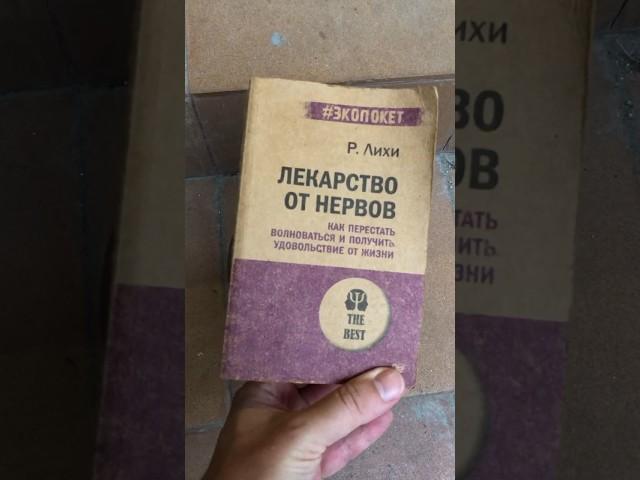 #ЭКОПОКЕТ
Р. Лихи
ЛЕКАРСТВО
ОТ НЕРВОВ
КАК ПЕРЕСТАТЬ
ВОЛНОВАТЬСЯ И ПОЛУЧИТЬ
УДОВОЛЬСТВИЕ ОТ ЖИЗНИ
THE
BEST